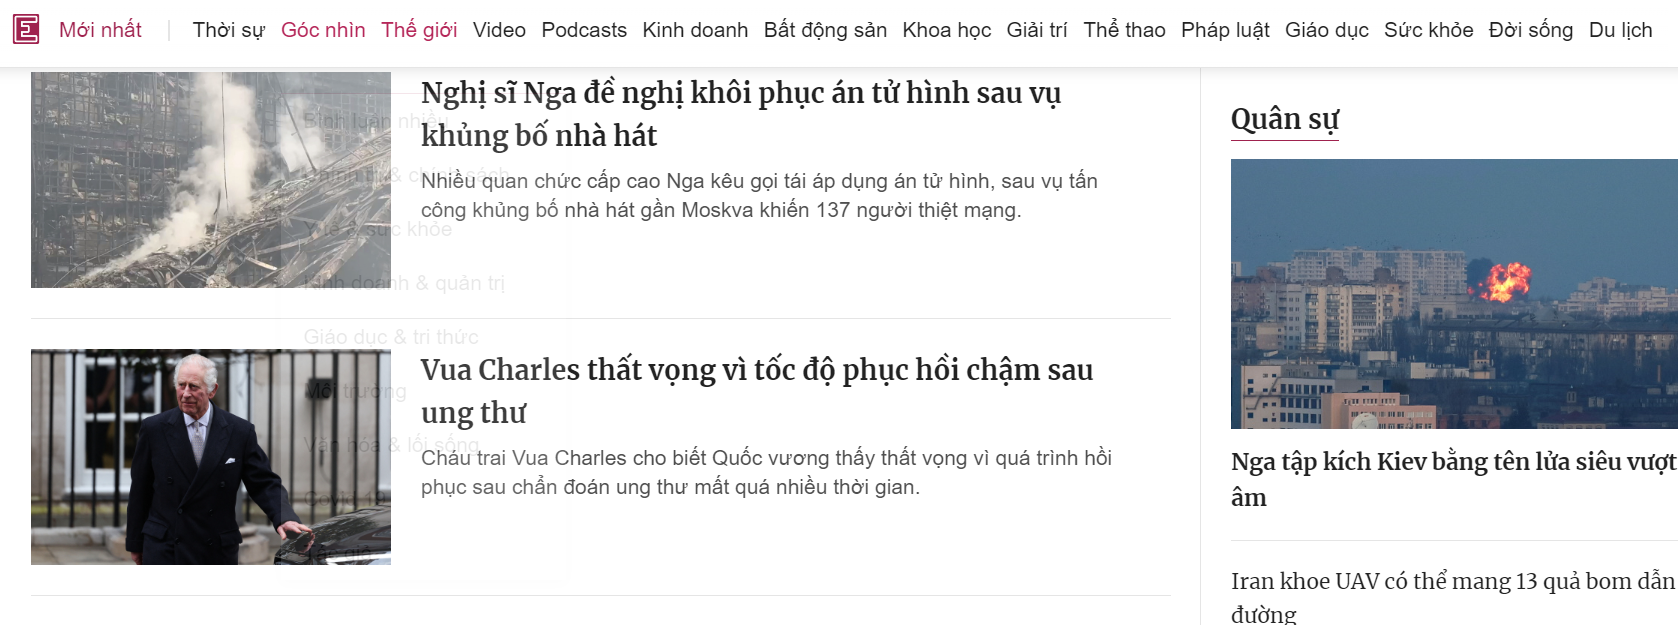 Mới nhất
Thời sự Góc nhìn Thế giới Video Podcasts Kinh doanh Bất động sản Khoa học Giải trí Thể thao Pháp luật Giáo dục Sức khỏe Đời sống Du lịch
Nghị sĩ Nga đề nghị khôi phục án tử hình sau vụ
khủng bố nhà hát
Nhiều quan chức cấp cao Nga kêu gọi tái áp dụng án tử hình, sau vụ tấn
công khủng bố nhà hát gần Moskva khiến 137 người thiệt mạng.
Vua Charles thất vọng vì tốc độ phục hồi chậm sau
ung thư
Cháu trai Vua Charles cho biết Quốc vương thấy thất vọng vì quá trình hồi
phục sau chẩn đoán ung thư mất quá nhiều thời gian.
Bình luận nhiều
Chính trị & chính sách
Y tế & sức khỏe
Kinh doanh & quản trị
Giáo dục & tri thức
Môi trường
Văn hóa & lối sống
Covid-19
Tác giả
Quân sự
Nga tập kích Kiev bằng tên lửa siêu vượt
âm
Iran khoe UAV có thể mang 13 quả bom dẫn
đường